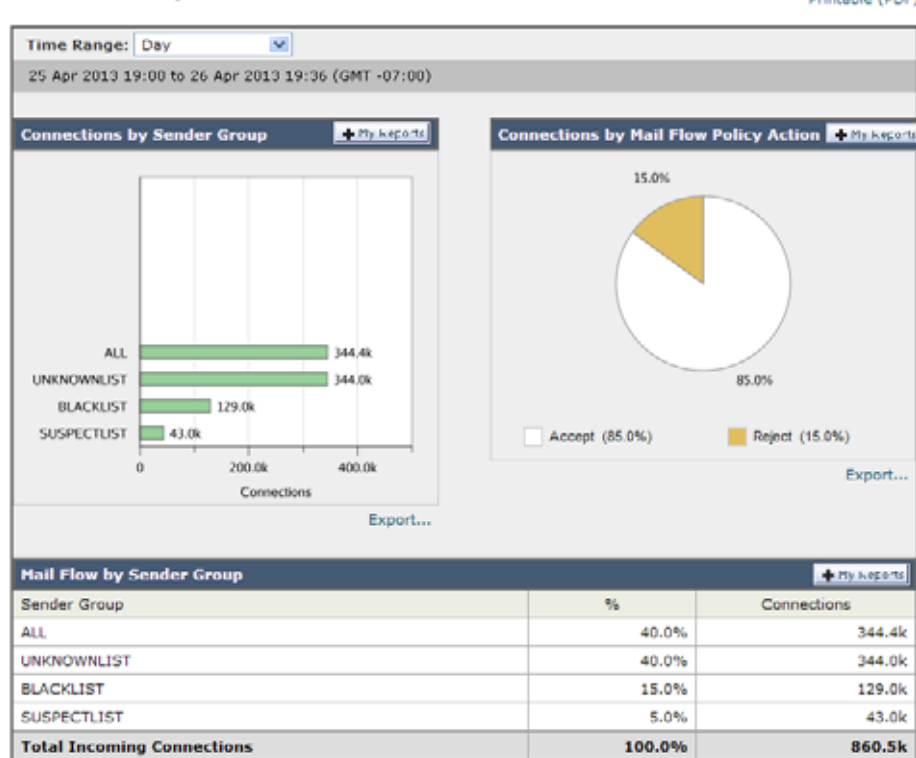 Printable (PDF)
Time Range: Day
25 Apr 2013 19:00 to 26 Apr 2013 19:36 (GMT -07:00)
Connections by Sender Group
My Reports
ALL 344.4k
UNKNOWNLIST 344.0k
BLACKLIST 129.0k
SUSPECTLIST 43.0k
0 200.0k 400.0k
Connections
Export...
Connections by Mail Flow Policy Action
My Reports
15.0%
85.0%
Accept (85.0%) Reject (15.0%)
Export...
Mail Flow by Sender Group
My Reports
Sender Group % Connections
ALL 40.0% 344.4k
UNKNOWNLIST 40.0% 344.0k
BLACKLIST 15.0% 129.0k
SUSPECTLIST 5.0% 43.0k
Total Incoming Connections 100.0% 860.5k